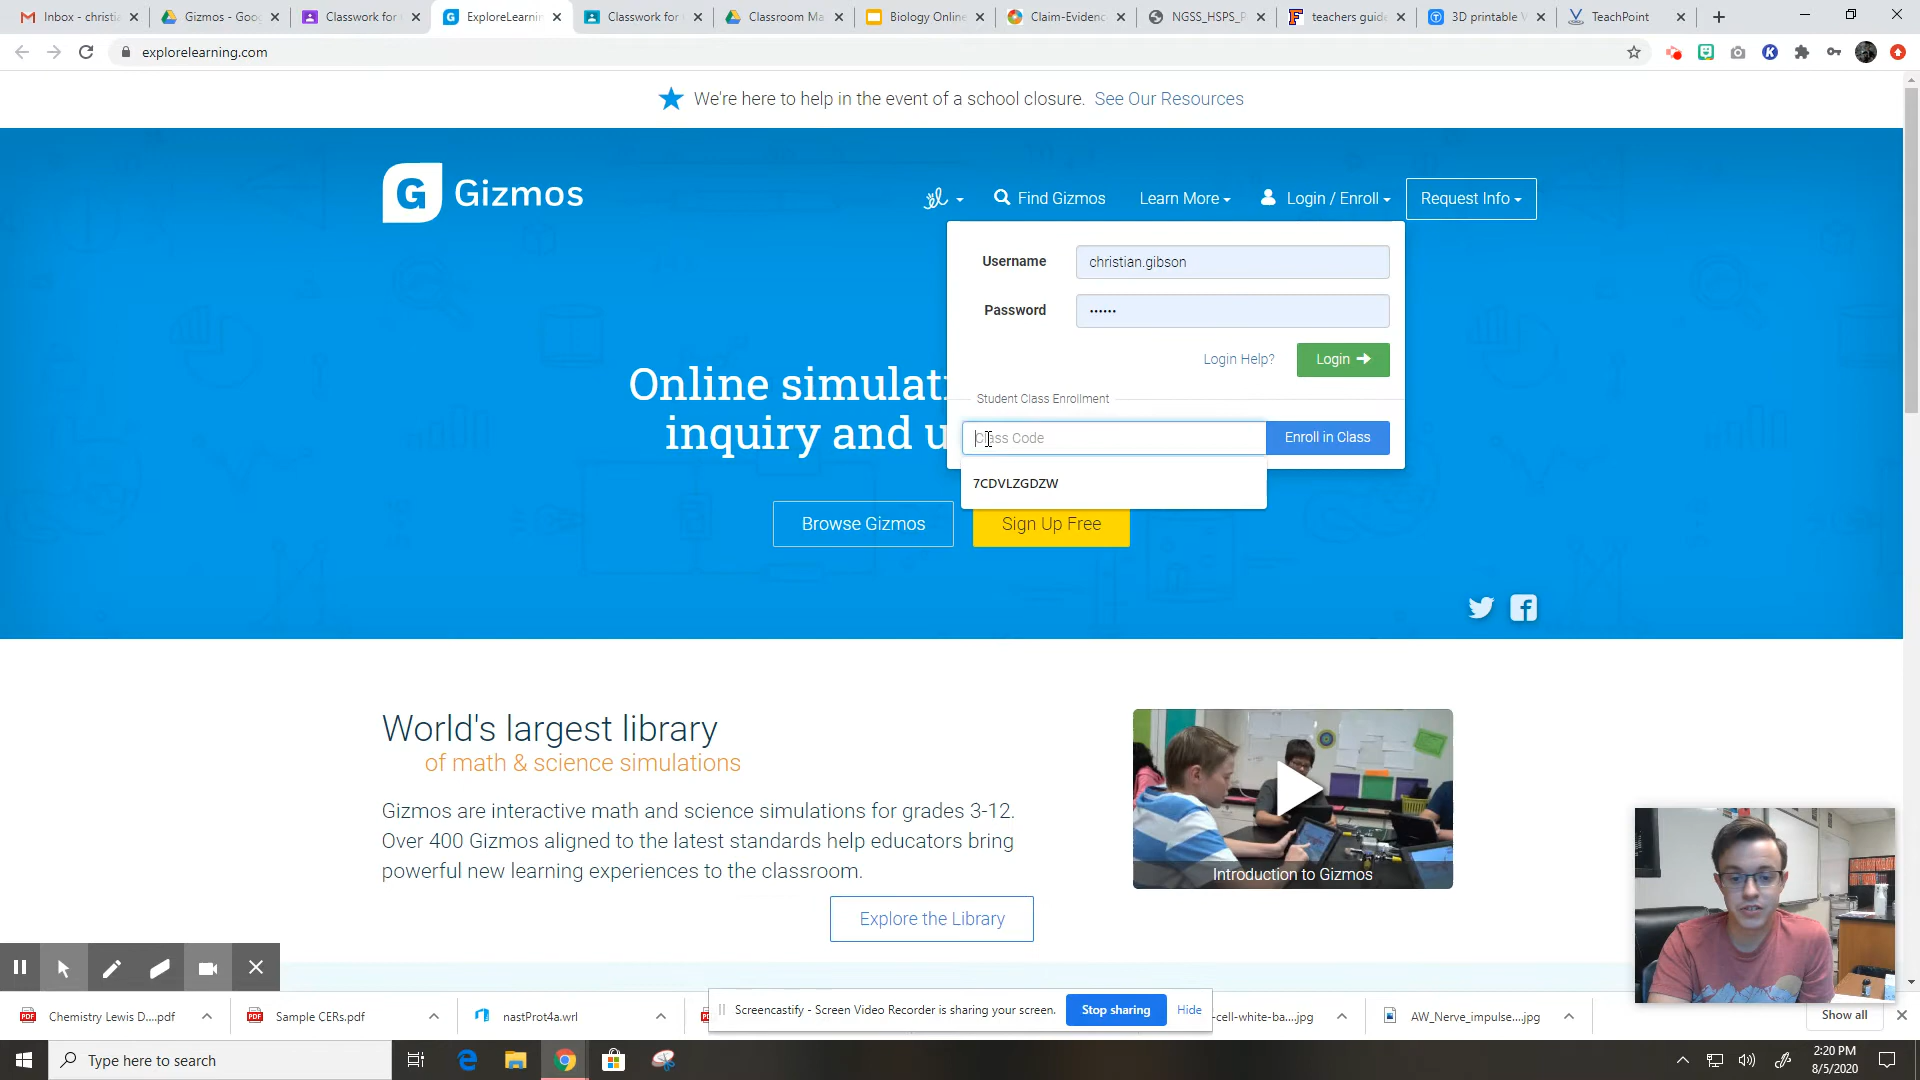 Inbox - christia
Gizmos - Goog
Classwork for
ExploreLearnin
Classwork for
Classroom Ma
Biology Online
Claim-Evidenc
NGSS_HSPS_P
teachers guid
3D printable V
TeachPoint
explorelearning.com
We're here to help in the event of a school closure. See Our Resources
G Gizmos
Find Gizmos
Learn More
Login / Enroll
Request Info
Username
christian.gibson
Password
••••••
Login Help?
Login
Student Class Enrollment
Class Code
Enroll in Class
7CDVLZGDZW
Online simulati
inquiry and u
Browse Gizmos
Sign Up Free
World's largest library
of math & science simulations
Gizmos are interactive math and science simulations for grades 3-12.
Over 400 Gizmos aligned to the latest standards help educators bring
powerful new learning experiences to the classroom.
Explore the Library
Introduction to Gizmos
Chemistry Lewis D....pdf
Sample CERs.pdf
nastProt4a.wrl
Screencastify - Screen Video Recorder is sharing your screen.
Stop sharing
Hide
-cell-white-ba....jpg
AW_Nerve_impulse....jpg
Show all
Type here to search
2:20 PM
8/5/2020